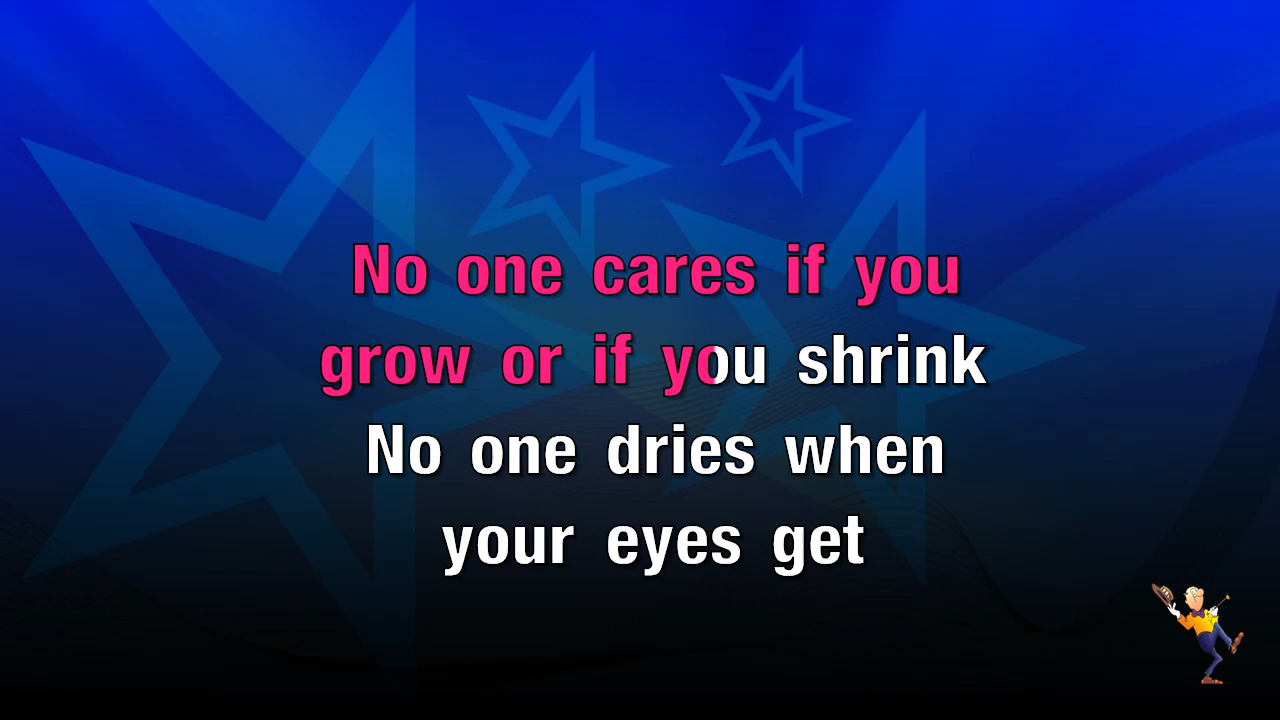 No one cares if you
grow or if you shrink
No one dries when
your eyes get